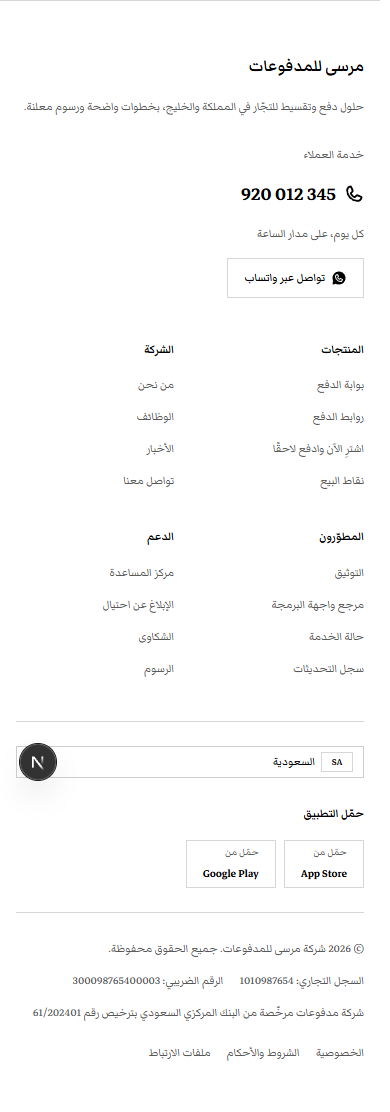 مرسى للمدفوعات
حلول دفع وتقسيط للتجّار في المملكة والخليج، بخطوات واضحة ورسوم معلنة.
خدمة العملاء
920 012 345
كل يوم، على مدار الساعة
تواصل عبر واتساب
المنتجات
بوابة الدفع
روابط الدفع
اشترِ الآن وادفع لاحقًا
نقاط البيع
الشركة
من نحن
الوظائف
الأخبار
تواصل معنا
المطوّرون
التوثيق
مرجع واجهة البرمجة
حالة الخدمة
سجل التحديثات
الدعم
مركز المساعدة
الإبلاغ عن احتيال
الشكاوى
الرسوم
SA السعودية
N
حمّل التطبيق
حمّل من
App Store
حمّل من
Google Play
© 2026 شركة مرسى للمدفوعات. جميع الحقوق محفوظة.
السجل التجاري: 1010987654 الرقم الضريبي: 300098765400003
شركة مدفوعات مرخّصة من البنك المركزي السعودي بترخيص رقم 61/202401
الخصوصية الشروط والأحكام ملفات الارتباط